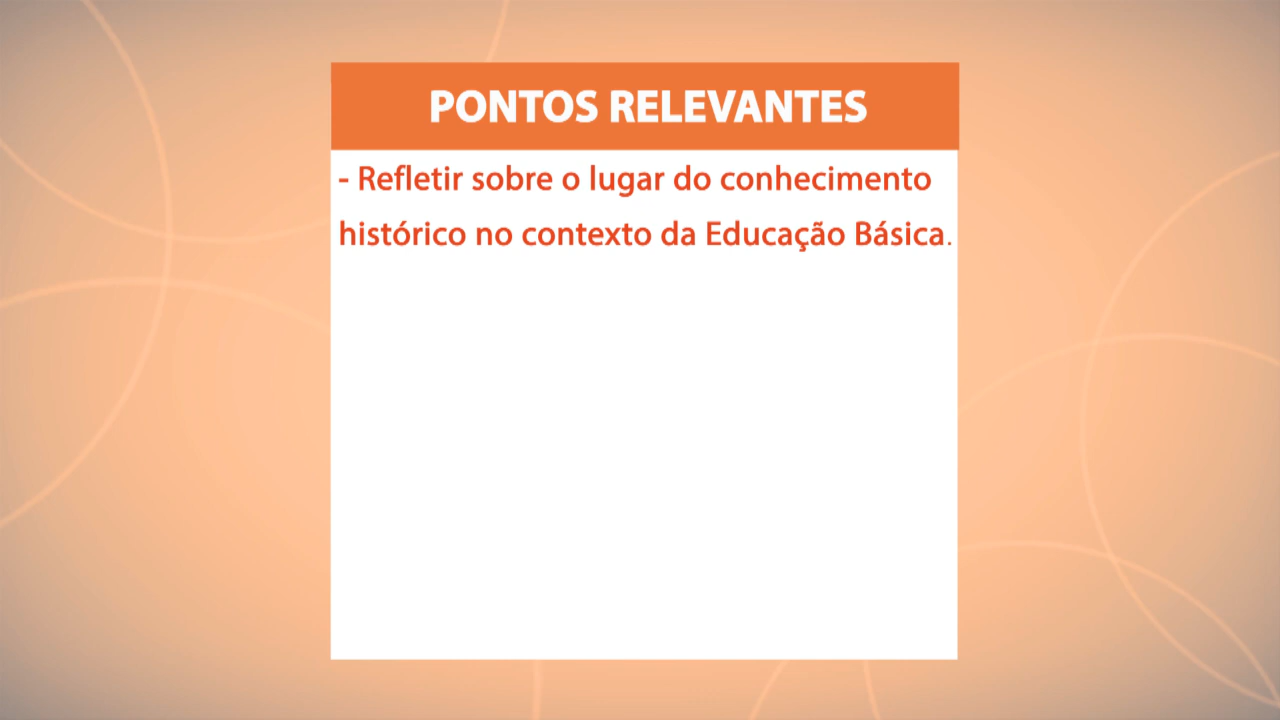 PONTOS RELEVANTES
- Refletir sobre o lugar do conhecimento
histórico no contexto da Educação Básica.